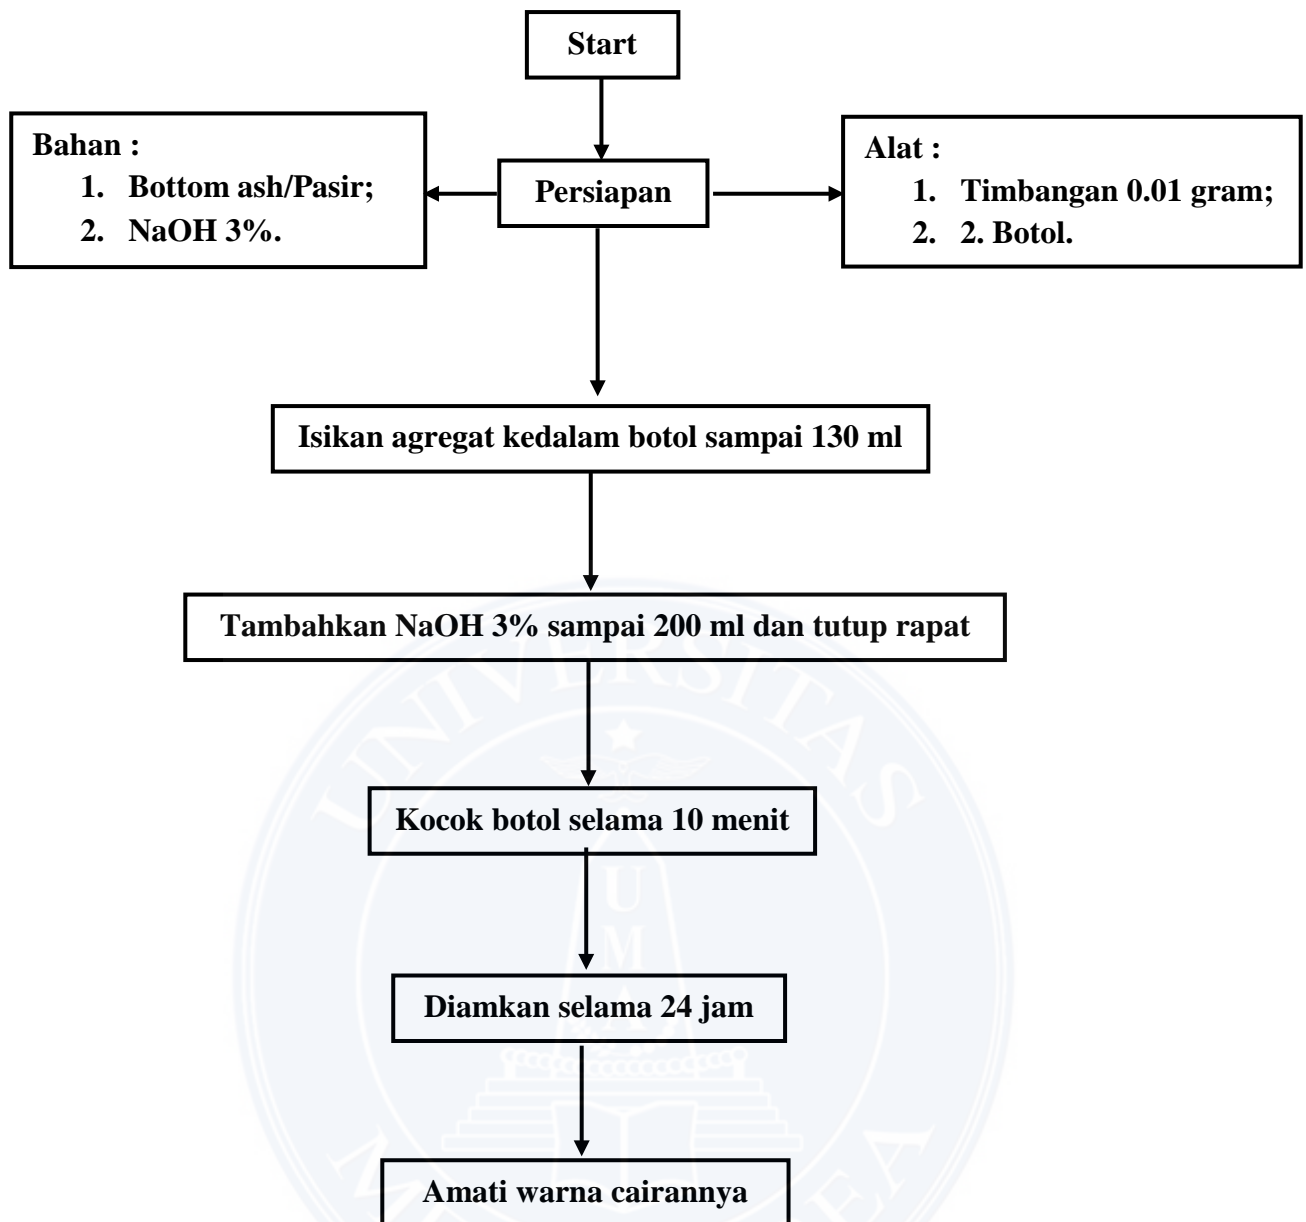 Start
Bahan :
1. Bottom ash/Pasir;
2. NaOH 3%.
Persiapan
Alat :
1. Timbangan 0.01 gram;
2. 2. Botol.
Isikan agregat kedalam botol sampai 130 ml
Tambahkan NaOH 3% sampai 200 ml dan tutup rapat
Kocok botol selama 10 menit
Diamkan selama 24 jam
Amati warna cairannya
UNIVERSITAS
U
M
A